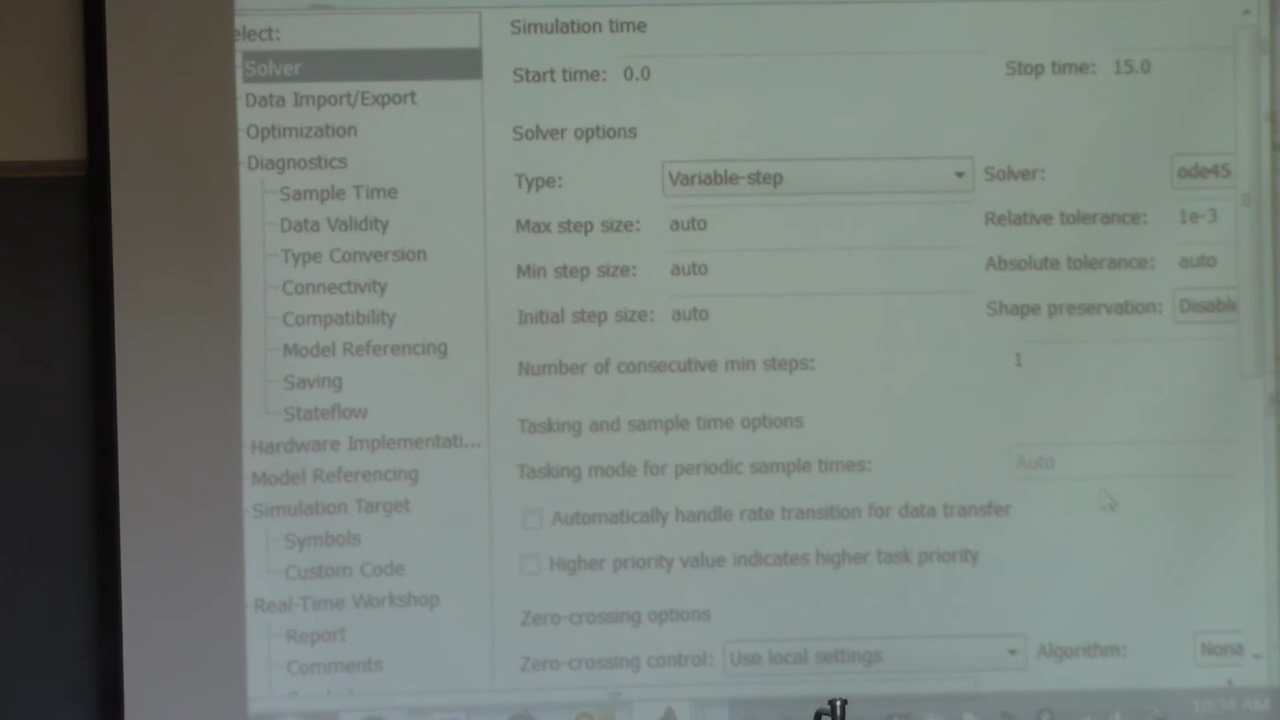 elect:
Solver
Data Import/Export
Optimization
Diagnostics
Sample Time
Data Validity
Type Conversion
Connectivity
Compatibility
Model Referencing
Saving
Stateflow
Hardware Implementati...
Model Referencing
Simulation Target
Symbols
Custom Code
Real-Time Workshop
Report
Comments
Simulation time
Start time: 0.0 Stop time: 15.0
Solver options
Type: Variable-step Solver: ode45
Max step size: auto Relative tolerance: 1e-3
Min step size: auto Absolute tolerance: auto
Initial step size: auto Shape preservation: Disabl
Number of consecutive min steps: 1
Tasking and sample time options
Tasking mode for periodic sample times: Auto
Automatically handle rate transition for data transfer
Higher priority value indicates higher task priority
Zero-crossing options
Zero-crossing control: Use local settings Algorithm: Nona